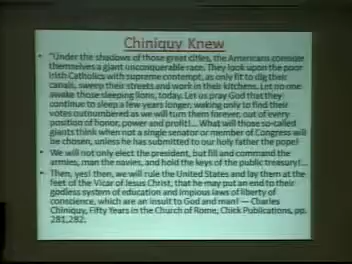 Chiniquy Knew
• "Under the shadows of those great cities, the Americans consider
themselves a giant unconquerable race. They look upon the poor
Irish Catholics with supreme contempt, as only fit to dig their
canals, sweep their streets and work in their kitchens. Let no one
awake those sleeping lions, today. Let us pray God that they
continue to sleep a few years longer, waking only to find their
votes outnumbered as we will turn them forever, out of every
position of honor, power and profit!... What will those so-called
giants think when not a single senator or member of Congress will
be chosen, unless he has submitted to our holy father the pope!
• We will not only elect the president, but fill and command the
armies, man the navies, and hold the keys of the public treasury!...
• Then, yes! then, we will rule the United States and lay them at the
feet of the Vicar of Jesus Christ, that he may put an end to their
godless system of education and impious laws of liberty of
conscience, which are an insult to God and man! — Charles
Chiniquy, Fifty Years in the Church of Rome, Chick Publications, pp.
281,282.